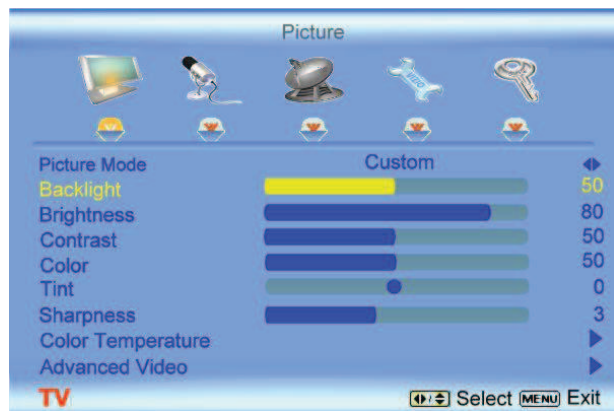 Picture
VIZIO
Picture Mode Custom
Backlight 50
Brightness 80
Contrast 50
Color 50
Tint 0
Sharpness 3
Color Temperature
Advanced Video
TV Select MENU Exit